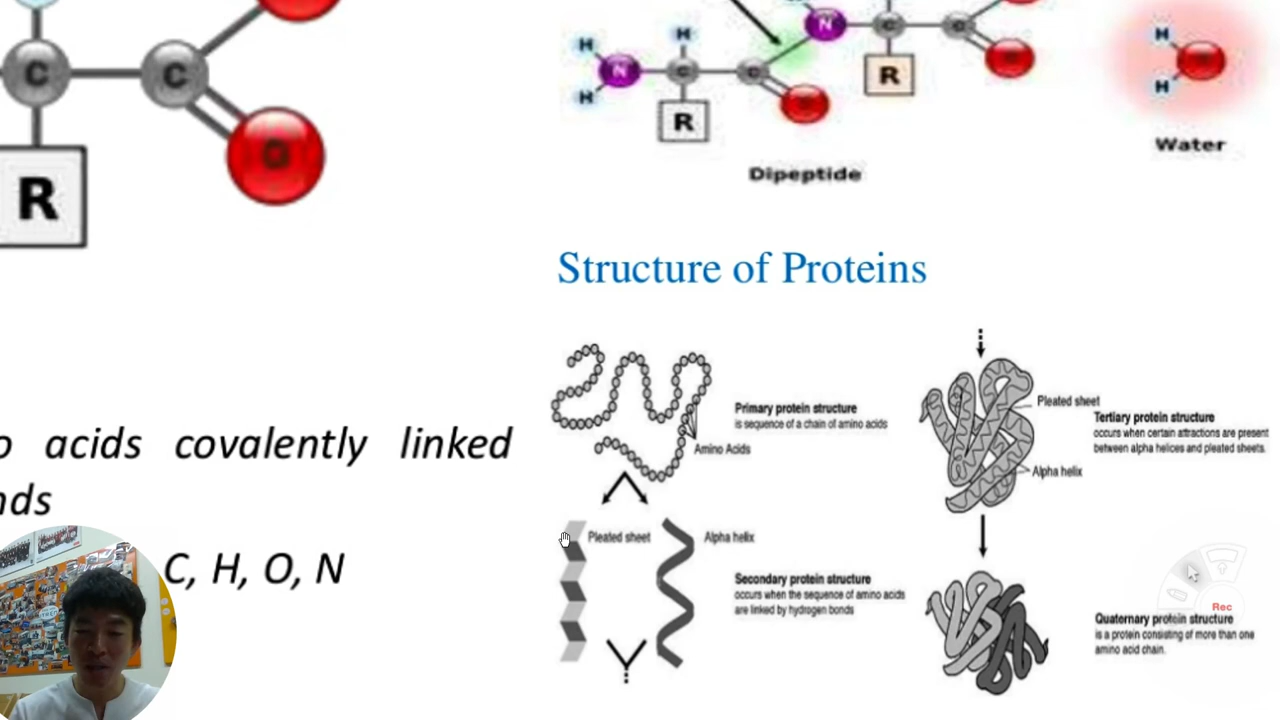 C
C
O
R
H
H
N
H
C
R
C
N
C
R
C
H
H
Dipeptide
Water
Structure of Proteins
acids covalently linked
C, H, O, N
Primary protein structure
is sequence of a chain of amino acids
Amino Acids
Pleated sheet
Alpha helix
Secondary protein structure
occurs when the sequence of amino acids
are linked by hydrogen bonds
Pleated sheet
Alpha helix
Tertiary protein structure
occurs when certain attractions are present
between alpha helices and pleated sheets.
Quaternary protein structure
is a protein consisting of more than one
amino acid chain.
Rec